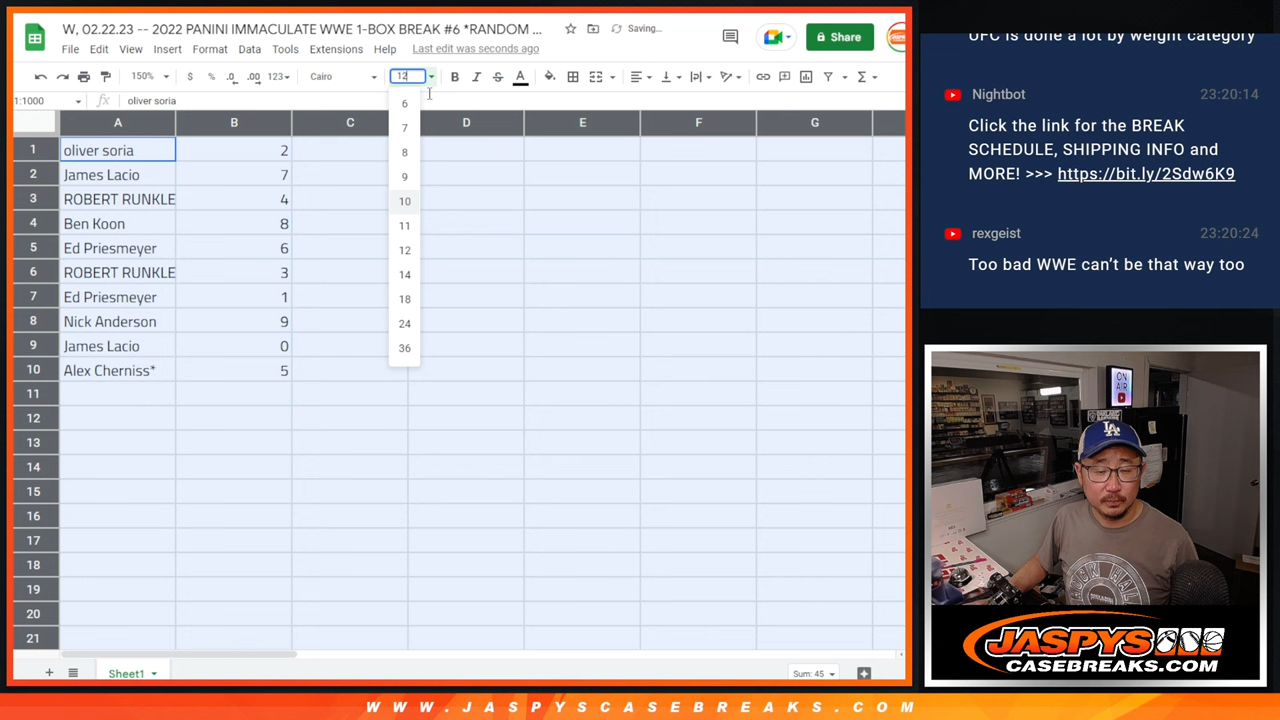 W, 02.22.23 -- 2022 PANINI IMMACULATE WWE 1-BOX BREAK #6 *RANDOM ...
Saving...
Share
File Edit View Insert Format Data Tools Extensions Help Last edit was seconds ago
150% $ % .0 .00 123 Cairo 12 B I S A
1:1000 fx oliver soria
A B C D E F G
1 oliver soria 2
2 James Lacio 7
3 ROBERT RUNKLE 4
4 Ben Koon 8
5 Ed Priesmeyer 6
6 ROBERT RUNKLE 3
7 Ed Priesmeyer 1
8 Nick Anderson 9
9 James Lacio 0
10 Alex Cherniss* 5
11
12
13
14
15
16
17
18
19
20
21
6
7
8
9
10
11
12
14
18
24
36
Sheet1
Sum: 45
UFC is done a lot by weight category
Nightbot 23:20:14
Click the link for the BREAK
SCHEDULE, SHIPPING INFO and
MORE! >>> https://bit.ly/2Sdw6K9
rexgeist 23:20:24
Too bad WWE can't be that way too
ON
AIR
LA
JASPYS
CASEBREAKS.COM
WWW.JASPYSCASEBREAKS.COM